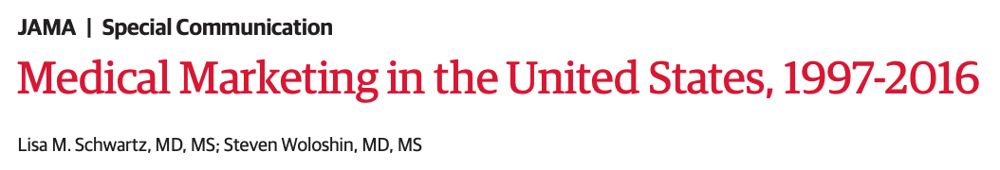 JAMA | Special Communication
Medical Marketing in the United States, 1997-2016
Lisa M. Schwartz, MD, MS; Steven Woloshin, MD, MS